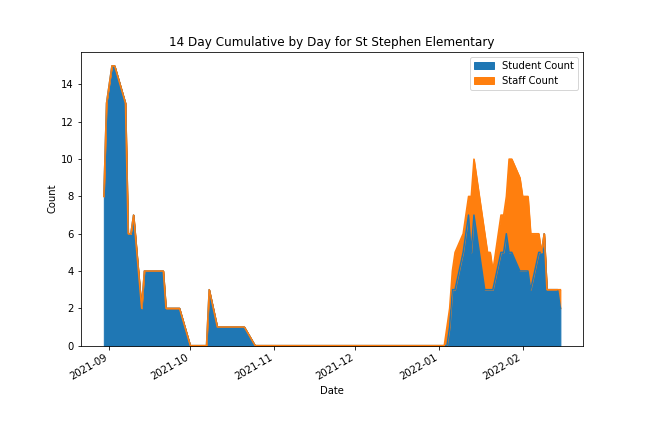 14 Day Cumulative by Day for St Stephen Elementary
Student Count
Staff Count
14
12
10
8
6
4
2
0
Count
2021-09
2021-10
2021-11
2021-12
2022-01
2022-02
Date